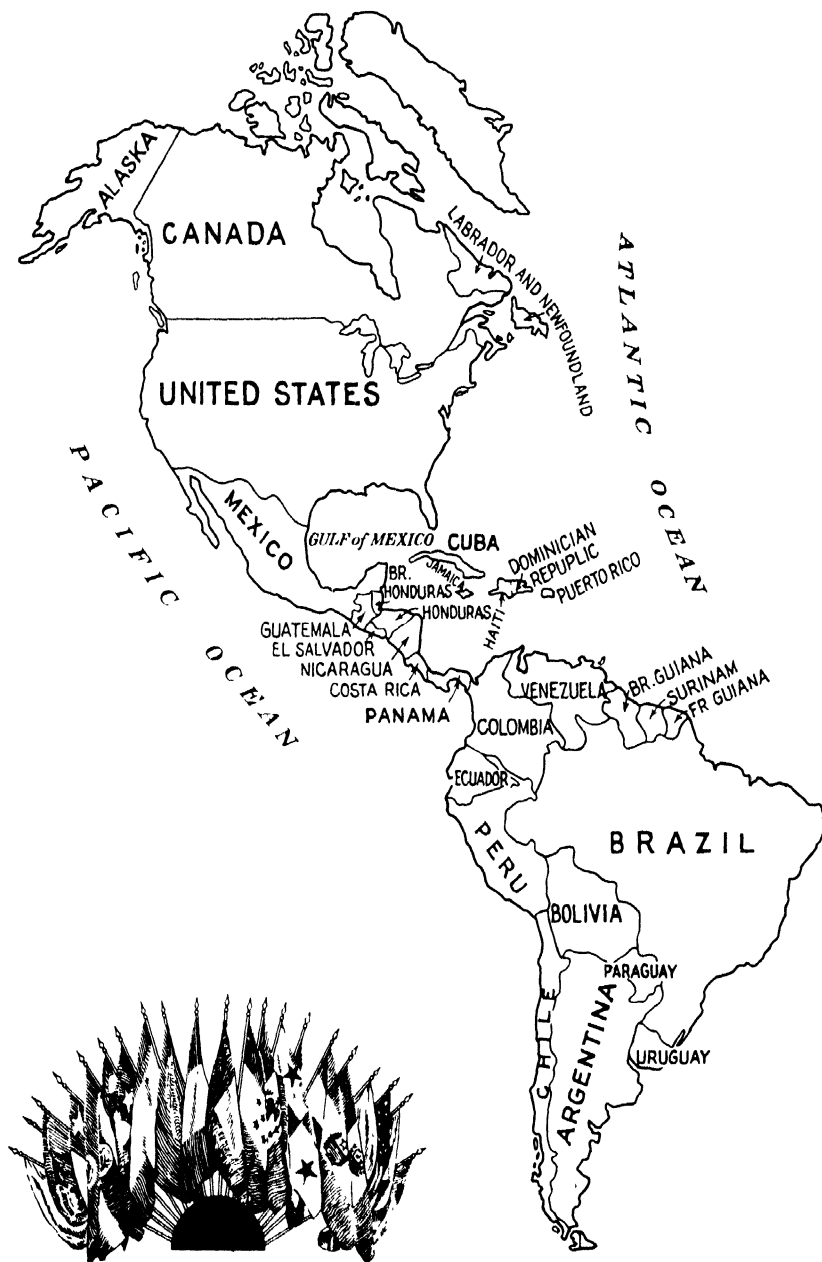 ALASKA
CANADA
LABRADOR AND NEWFOUNDLAND
ATLANTIC OCEAN
UNITED STATES
PACIFIC OCEAN
MEXICO
GULF of MEXICO
CUBA
JAMAICA
DOMINICIAN
REPUPLIC
PUERTO RICO
HAITI
BR.
HONDURAS
HONDURAS
GUATEMALA
EL SALVADOR
NICARAGUA
COSTA RICA
PANAMA
VENEZUELA
BR. GUIANA
SURINAM
FR GUIANA
COLOMBIA
ECUADOR
PERU
BRAZIL
BOLIVIA
PARAGUAY
CHILE
ARGENTINA
URUGUAY